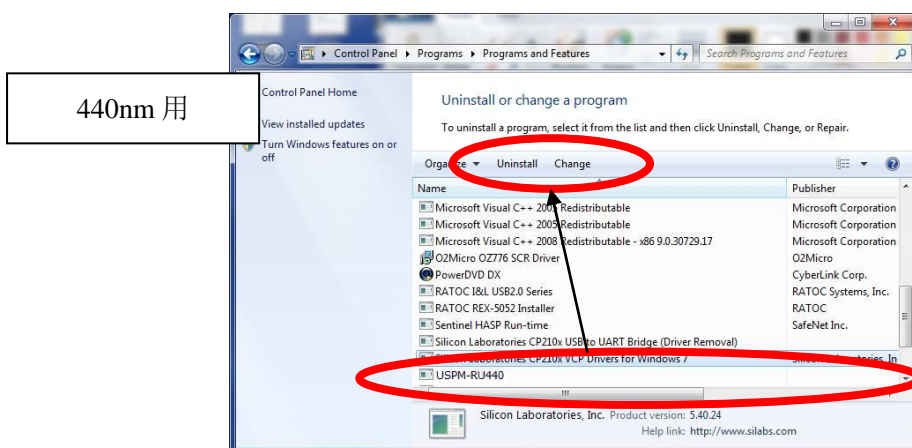 Control Panel ▸ Programs ▸ Programs and Features
Search Programs and Features
440nm 用
Control Panel Home
View installed updates
Turn Windows features on or
off
Uninstall or change a program
To uninstall a program, select it from the list and then click Uninstall, Change, or Repair.
Organize Uninstall Change
Name Publisher
Microsoft Visual C++ 2005 Redistributable Microsoft Corporation
Microsoft Visual C++ 2005 Redistributable Microsoft Corporation
Microsoft Visual C++ 2008 Redistributable - x86 9.0.30729.17 Microsoft Corporation
O2Micro OZ776 SCR Driver O2Micro
PowerDVD DX CyberLink Corp.
RATOC I&L USB2.0 Series RATOC Systems, Inc.
RATOC REX-5052 Installer RATOC
Sentinel HASP Run-time SafeNet Inc.
Silicon Laboratories CP210x USB to UART Bridge (Driver Removal)
Silicon Laboratories CP210x VCP Drivers for Windows 7 Silicon Laboratories, In
USPM-RU440
Silicon Laboratories, Inc. Product version: 5.40.24
Help link: http://www.silabs.com